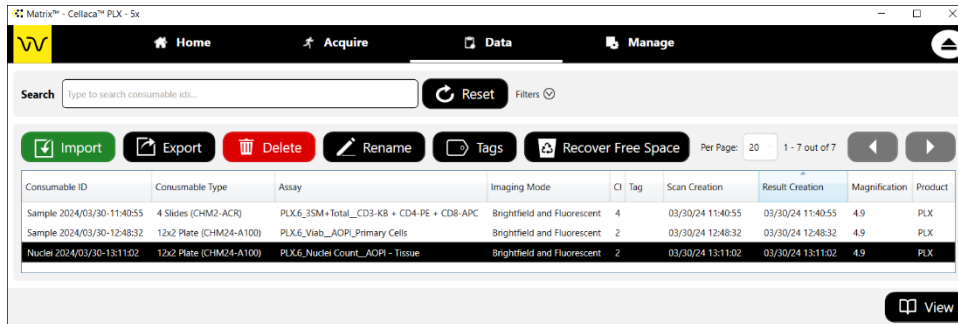 Matrix™ - Cellaca™ PLX - 5x
Home Acquire Data Manage
Search Type to search consumable ids... Reset Filters
Import Export Delete Rename Tags Recover Free Space Per Page: 20 1 - 7 out of 7
Consumable ID Conusmable Type Assay Imaging Mode Cl Tag Scan Creation Result Creation Magnification Product
Sample 2024/03/30-11:40:55 4 Slides (CHM2-ACR) PLX.6_3SM+Total__CD3-KB + CD4-PE + CD8-APC Brightfield and Fluorescent 4 03/30/24 11:40:55 03/30/24 11:40:55 4.9 PLX
Sample 2024/03/30-12:48:32 12x2 Plate (CHM24-A100) PLX.6_Viab__AOPI_Primary Cells Brightfield and Fluorescent 2 03/30/24 12:48:32 03/30/24 12:48:32 4.9 PLX
Nuclei 2024/03/30-13:11:02 12x2 Plate (CHM24-A100) PLX.6_Nuclei Count__AOPI - Tissue Brightfield and Fluorescent 2 03/30/24 13:11:02 03/30/24 13:11:02 4.9 PLX
View